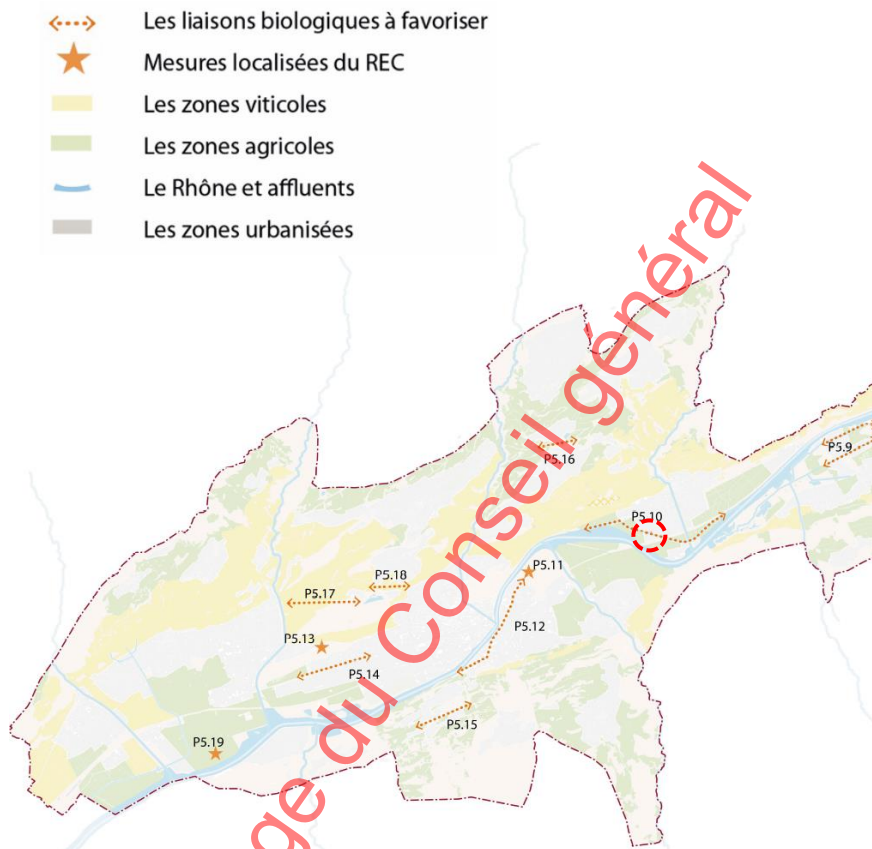 Les liaisons biologiques à favoriser
Mesures localisées du REC
Les zones viticoles
Les zones agricoles
Le Rhône et affluents
Les zones urbanisées
P5.9
P5.16
P5.10
P5.11
P5.18
P5.17
P5.12
P5.13
P5.14
P5.15
P5.19
ge du Conseil général